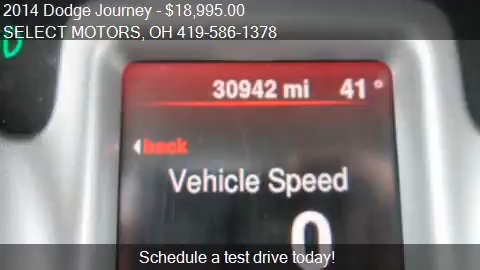 2014 Dodge Journey - $18,995.00
SELECT MOTORS, OH 419-586-1378
30942 mi 41°
back
Vehicle Speed
0
Schedule a test drive today!